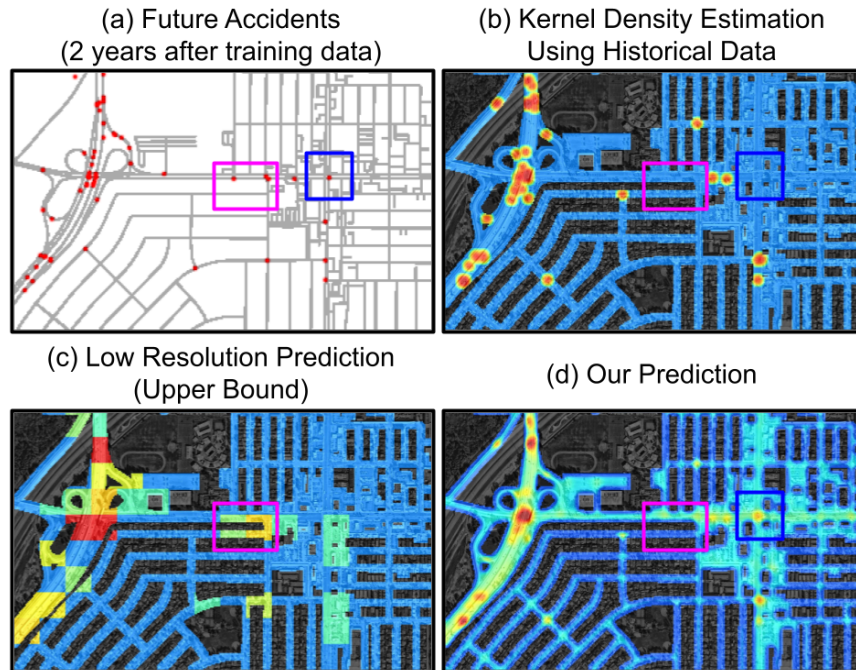 (a) Future Accidents
(2 years after training data)
(b) Kernel Density Estimation
Using Historical Data
(c) Low Resolution Prediction
(Upper Bound)
(d) Our Prediction